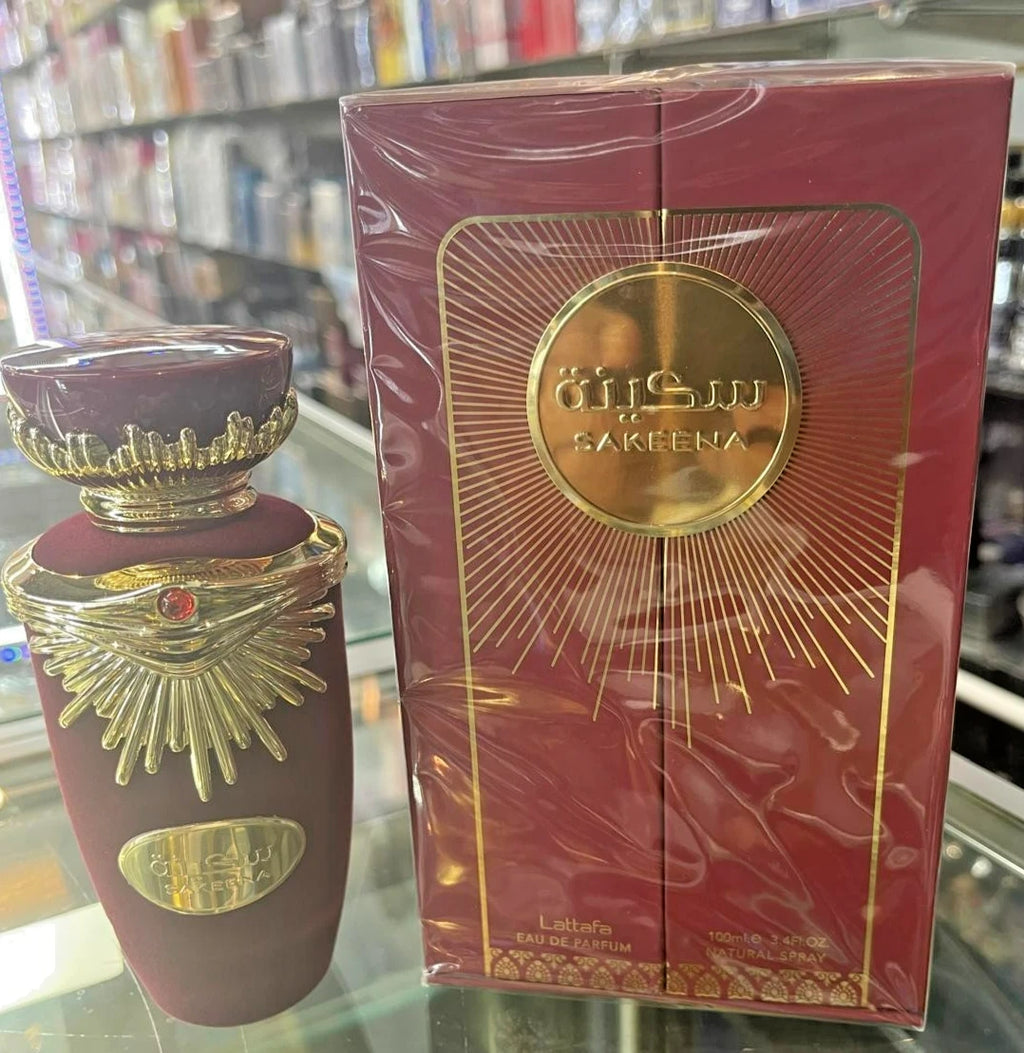 سكينة
SAKEENA
سكينة
SAKEENA
Lattafa
EAU DE PARFUM
100ml ℮ 3.4Fl.OZ.
NATURAL SPRAY